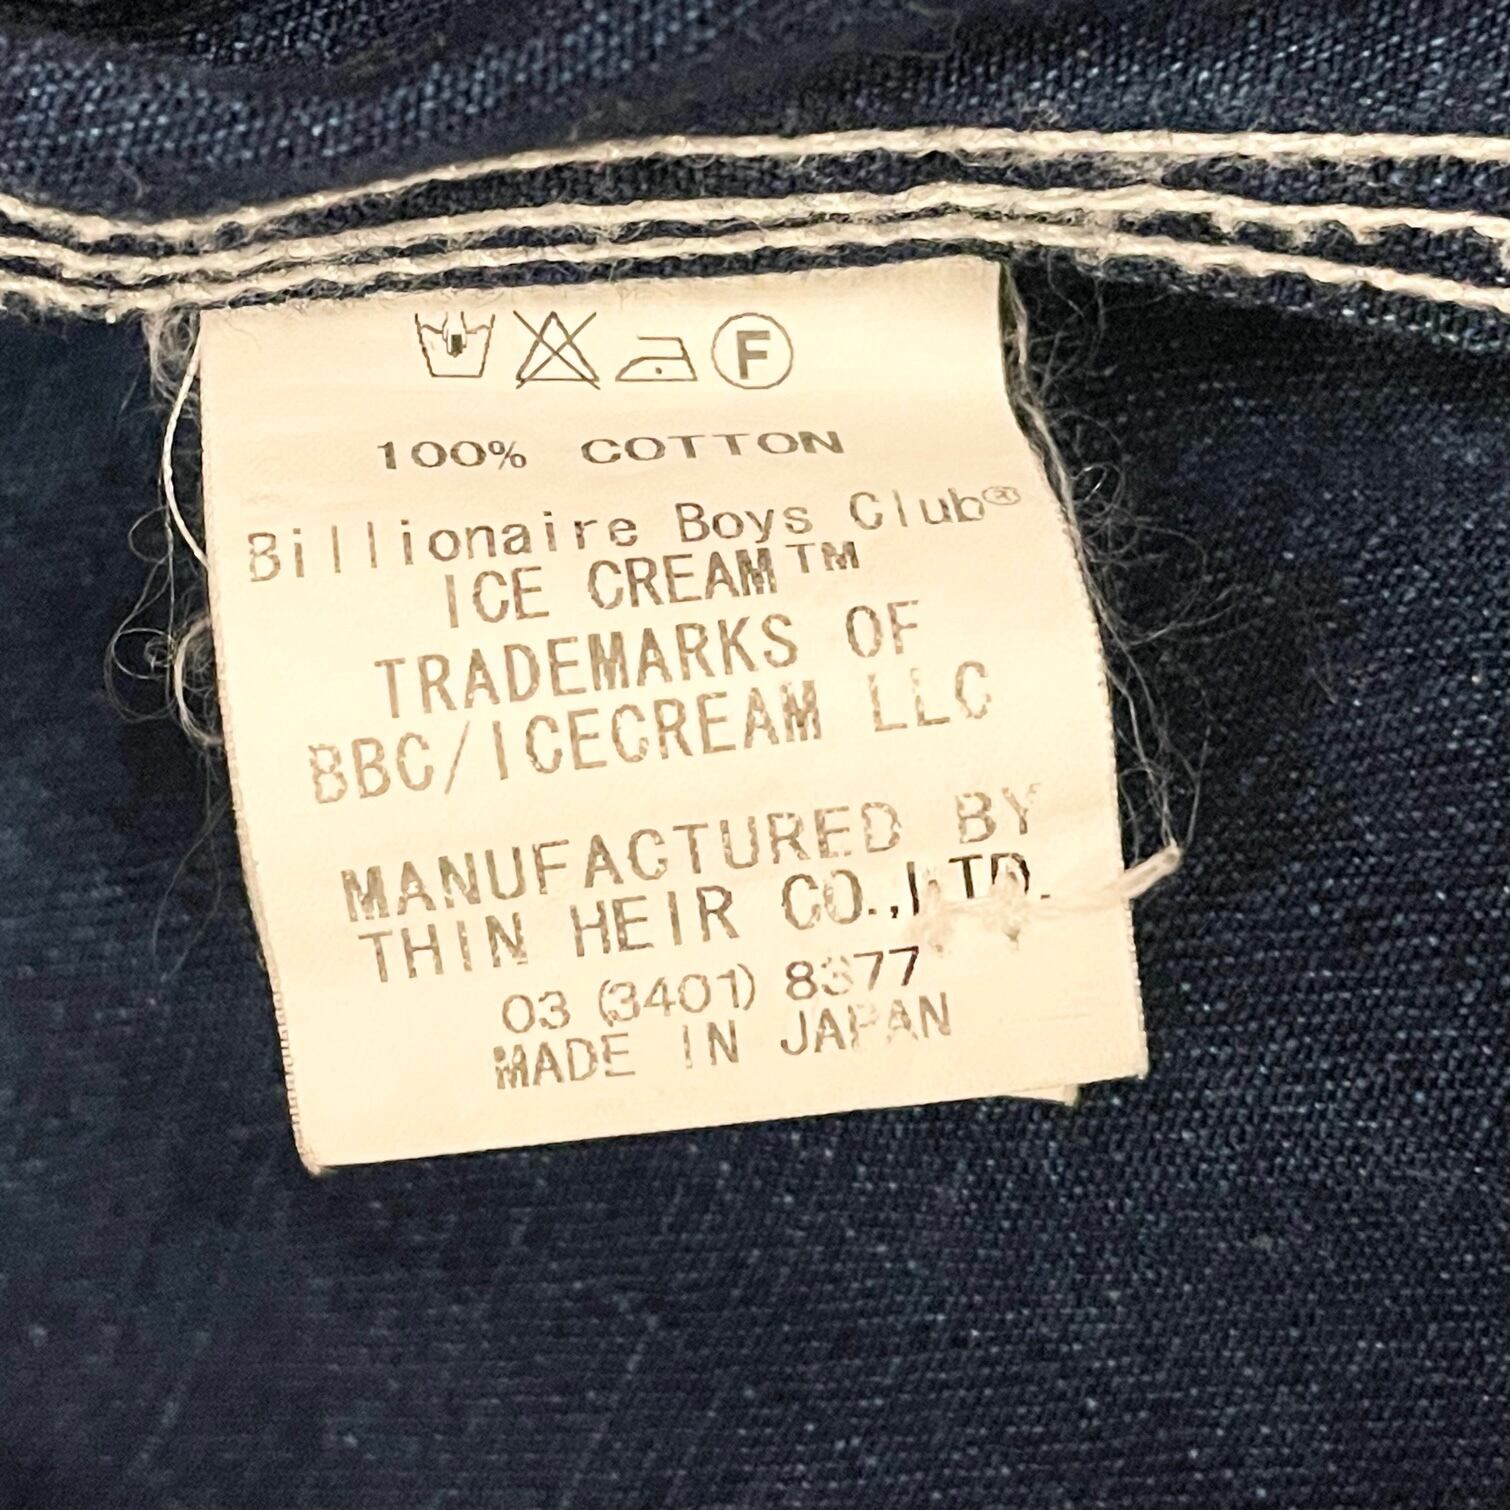 F
100% COTTON
Billionaire Boys Club®
ICE CREAM™
TRADEMARKS OF
BBC/ICECREAM LLC
MANUFACTURED BY
THIN HEIR CO.,LTD.
03 (3401) 8377
MADE IN JAPAN